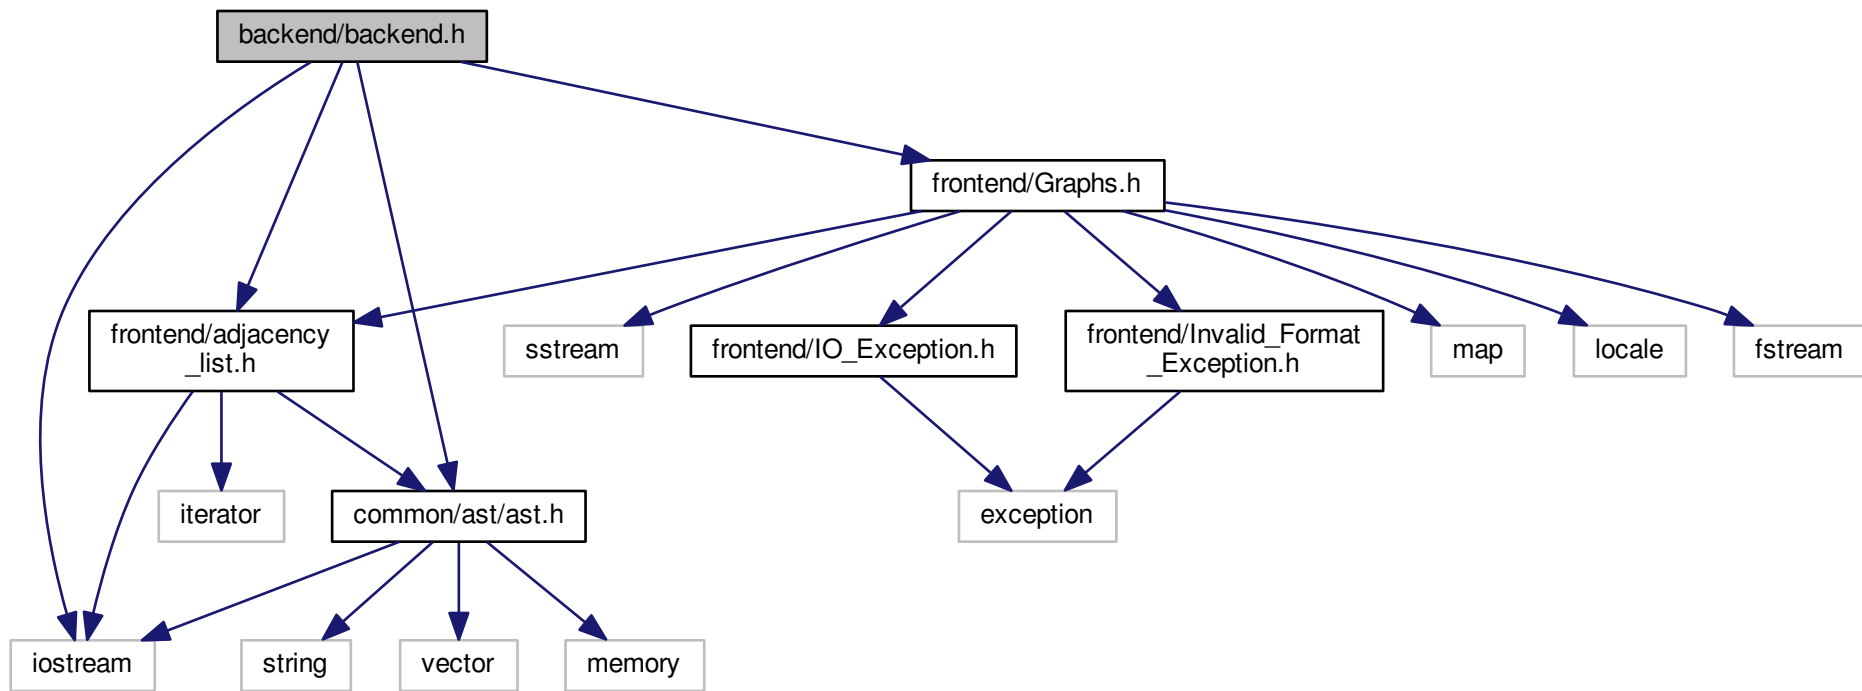 backend/backend.h
frontend/Graphs.h
frontend/adjacency
_list.h
sstream
frontend/IO_Exception.h
frontend/Invalid_Format
_Exception.h
map
locale
fstream
iterator
common/ast/ast.h
exception
iostream
string
vector
memory